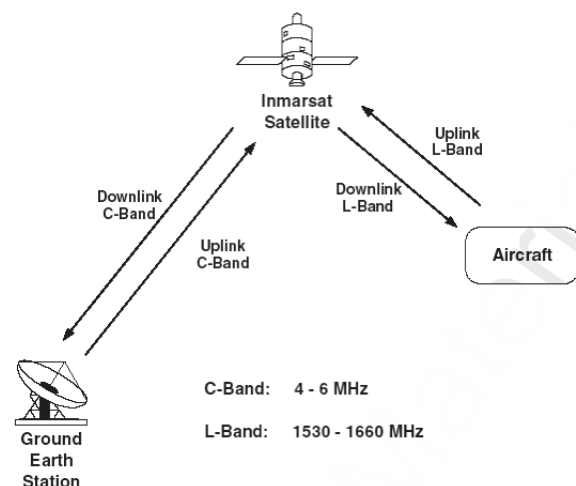 Inmarsat
Satellite
Uplink
L-Band
Downlink
L-Band
Downlink
C-Band
Uplink
C-Band
Aircraft
C-Band: 4 - 6 MHz
L-Band: 1530 - 1660 MHz
Ground
Earth
Station